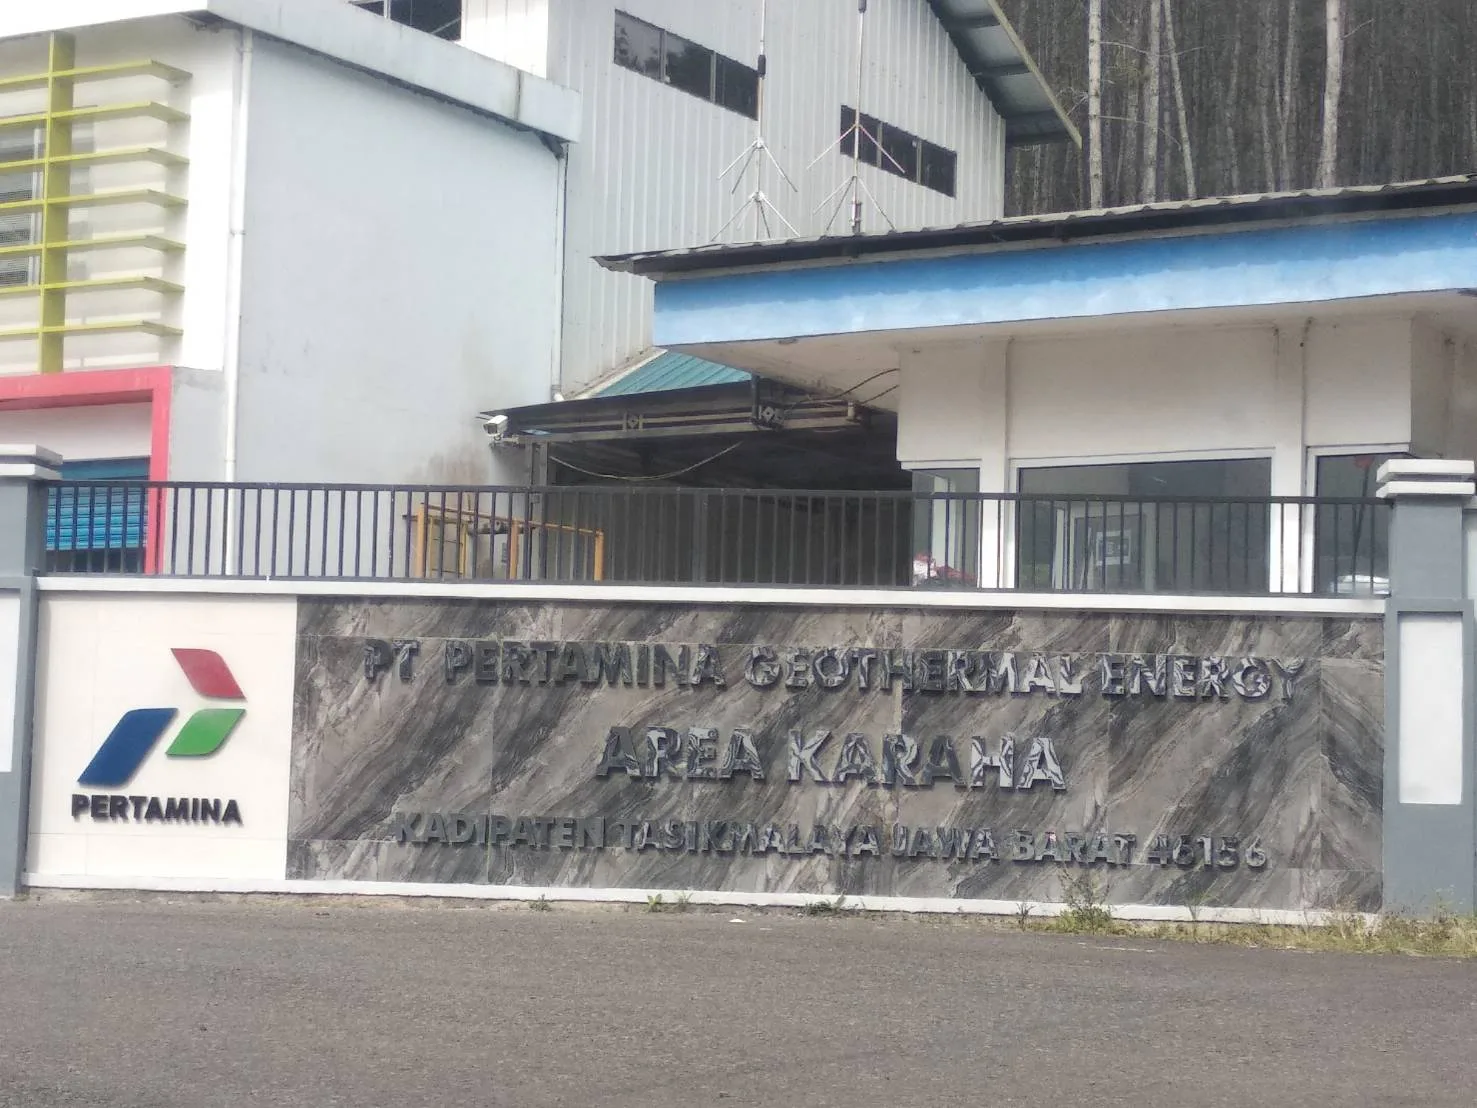 PT PERTAMINA GEOTHERMAL ENERGY
AREA KARAHA
KADIPATEN TASIKMALAYA JAWA BARAT 46156
PERTAMINA